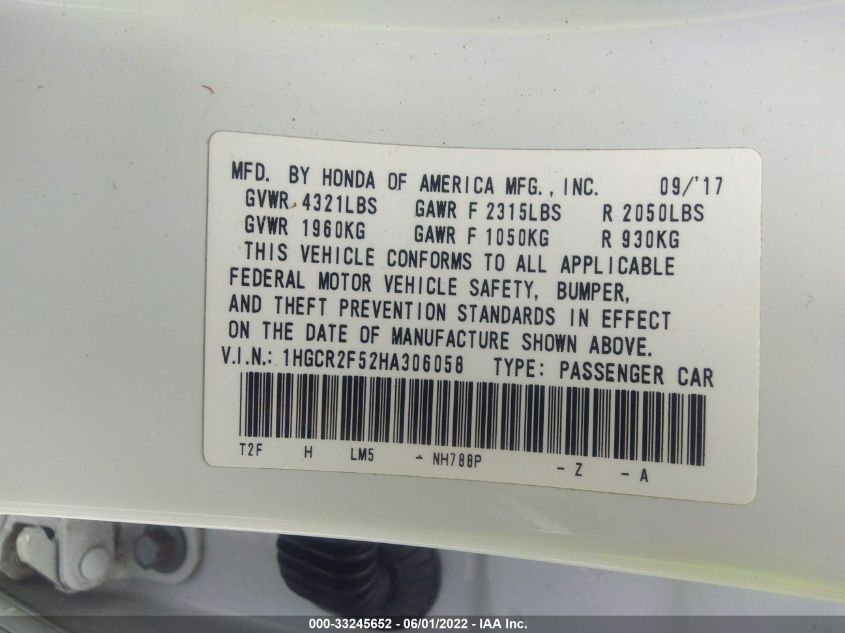 MFD. BY HONDA OF AMERICA MFG., INC. 09/'17
GVWR 4321LBS GAWR F 2315LBS R 2050LBS
GVWR 1960KG GAWR F 1050KG R 930KG
THIS VEHICLE CONFORMS TO ALL APPLICABLE
FEDERAL MOTOR VEHICLE SAFETY, BUMPER,
AND THEFT PREVENTION STANDARDS IN EFFECT
ON THE DATE OF MANUFACTURE SHOWN ABOVE.
V.I.N.: 1HGCR2F52HA306058 TYPE: PASSENGER CAR
T2F H LM5 - NH788P - Z - A
000-33245652 - 06/01/2022 - IAAI Inc.